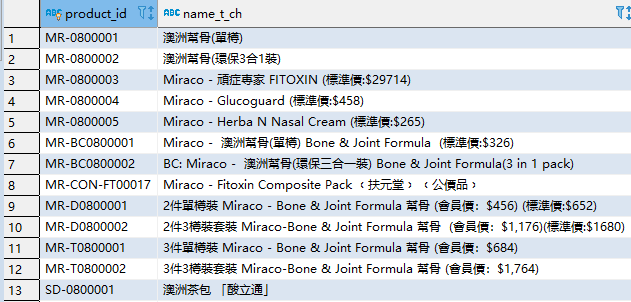 product_id name_t_ch
1 MR-0800001 澳洲幫骨(單樽)
2 MR-0800002 澳洲幫骨(環保3合1裝)
3 MR-0800003 Miraco - 頑症専家 FITOXIN (標準價:$29714)
4 MR-0800004 Miraco - Glucoguard (標準價:$458)
5 MR-0800005 Miraco - Herba N Nasal Cream (標準價:$265)
6 MR-BC0800001 Miraco - 澳洲幫骨(單樽) Bone & Joint Formula (標準價:$326)
7 MR-BC0800002 BC: Miraco - 澳洲幫骨(環保三合一裝) Bone & Joint Formula(3 in 1 pack)
8 MR-CON-FT00017 Miraco - Fitoxin Composite Pack ﹙扶元堂﹚ ﹙公價品﹚
9 MR-D0800001 2件單樽裝 Miraco - Bone & Joint Formula 幫骨 (會員價：$456) (標準價:$652)
10 MR-D0800002 2件3樽裝套裝 Miraco-Bone & Joint Formula 幫骨 (會員價：$1,176)(標準價:$1680)
11 MR-T0800001 3件單樽裝 Miraco - Bone & Joint Formula 幫骨 (會員價：$684)
12 MR-T0800002 3件3樽裝套裝 Miraco-Bone & Joint Formula 幫骨 (會員價：$1,764)
13 SD-0800001 澳洲茶包 「酸立通」